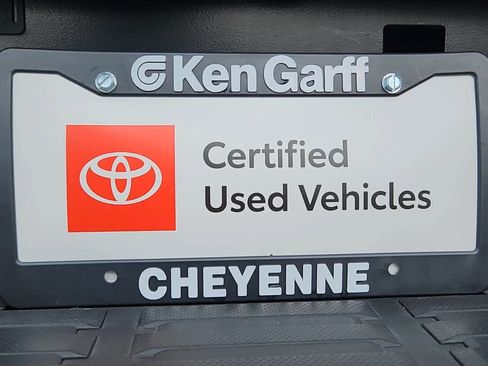 Ken Garff
Certified
Used Vehicles
CHEYENNE